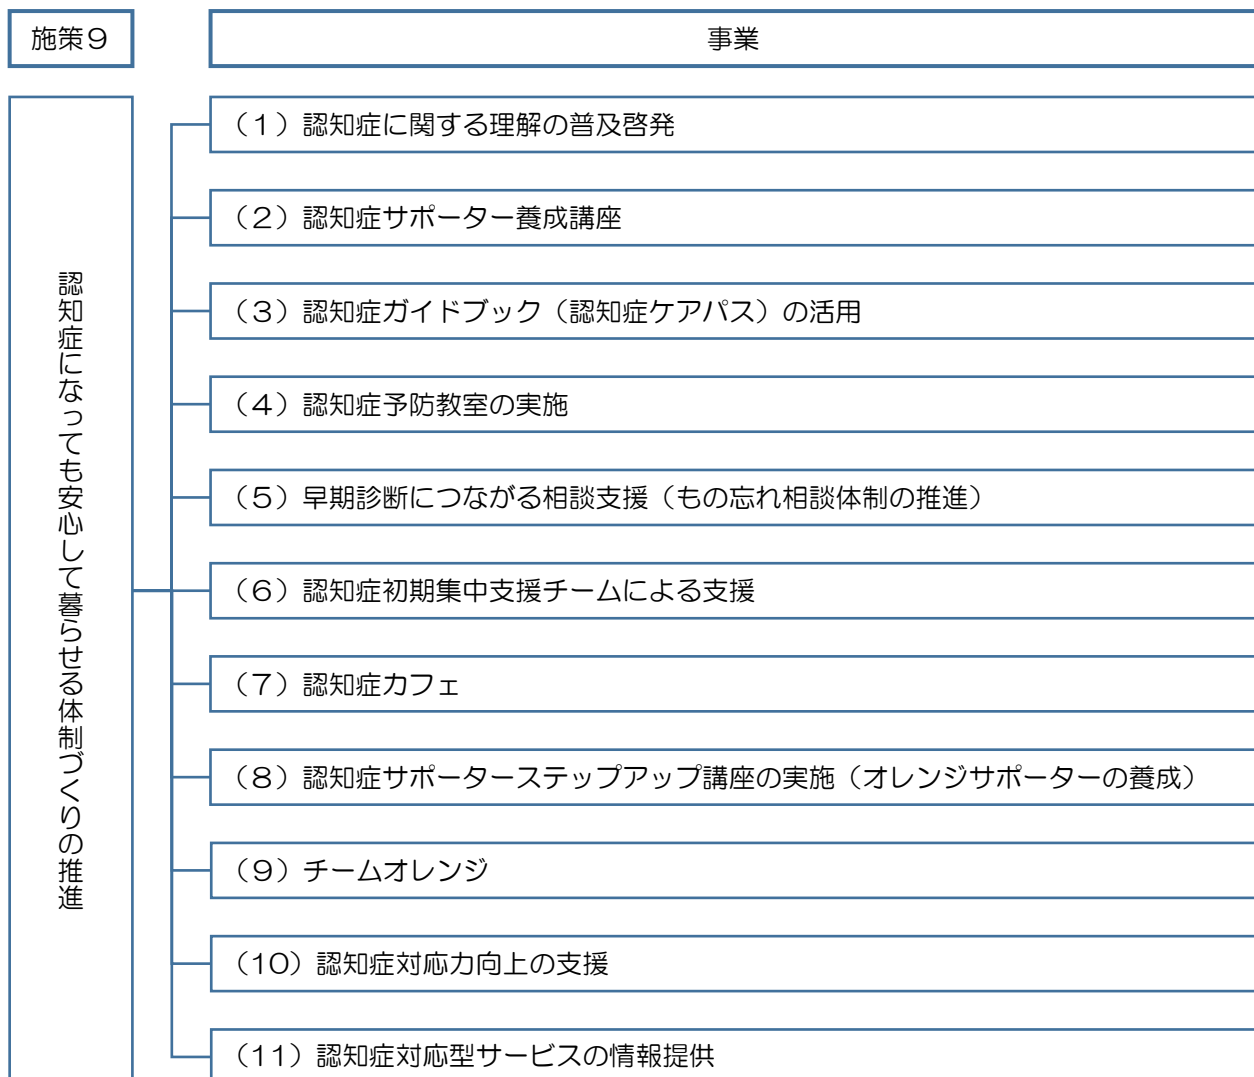 施策９
事業
認知症になっても安心して暮らせる体制づくりの推進
（１）認知症に関する理解の普及啓発
（２）認知症サポーター養成講座
（３）認知症ガイドブック（認知症ケアパス）の活用
（４）認知症予防教室の実施
（５）早期診断につながる相談支援（もの忘れ相談体制の推進）
（６）認知症初期集中支援チームによる支援
（７）認知症カフェ
（８）認知症サポーターステップアップ講座の実施（オレンジサポーターの養成）
（９）チームオレンジ
（10）認知症対応力向上の支援
（11）認知症対応型サービスの情報提供